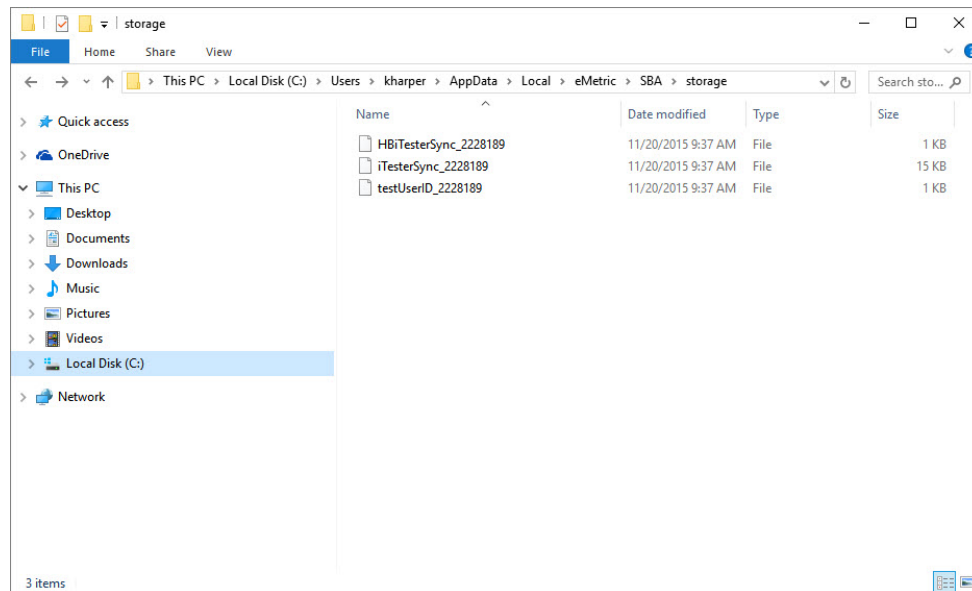 storage
File Home Share View
This PC > Local Disk (C:) > Users > kharper > AppData > Local > eMetric > SBA > storage
Search sto...
Name Date modified Type Size
Quick access
HBiTesterSync_2228189 11/20/2015 9:37 AM File 1 KB
OneDrive
iTesterSync_2228189 11/20/2015 9:37 AM File 15 KB
This PC
testUserID_2228189 11/20/2015 9:37 AM File 1 KB
Desktop
Documents
Downloads
Music
Pictures
Videos
Local Disk (C:)
Network
3 items